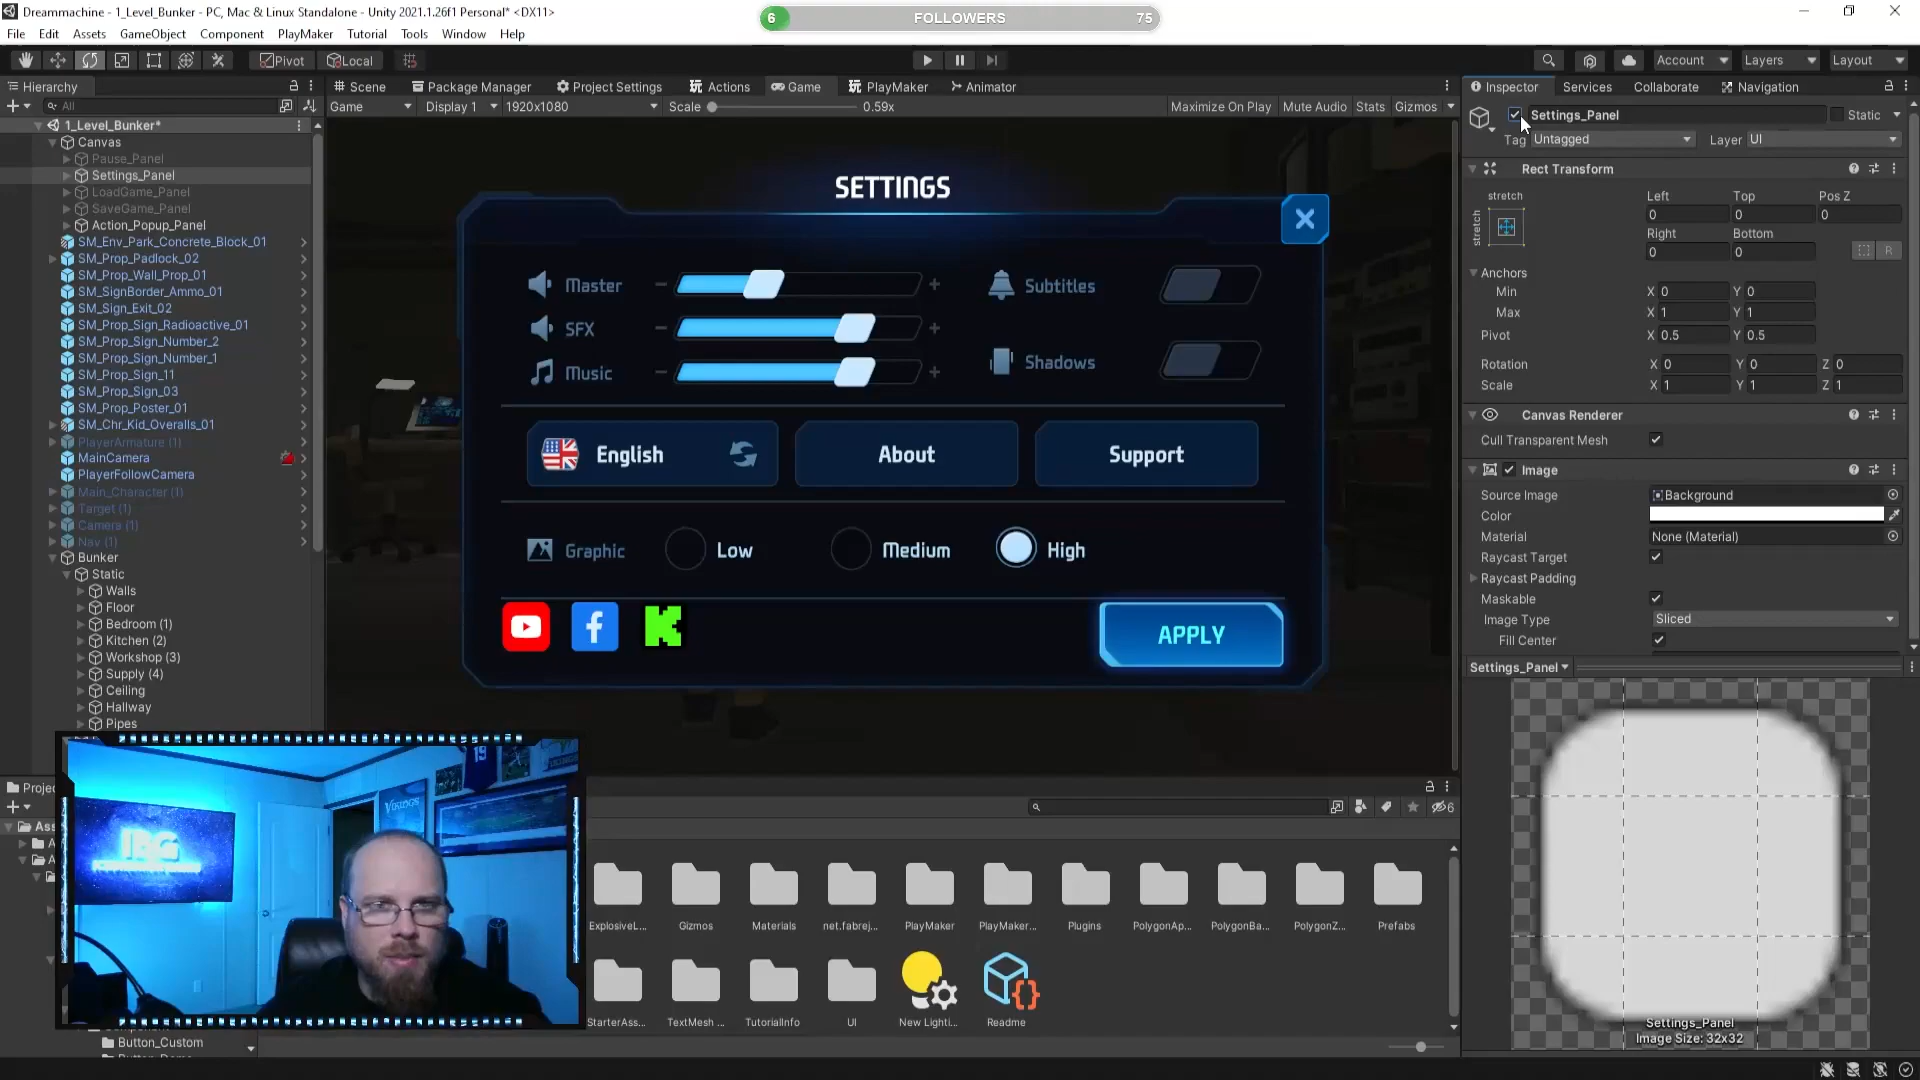 Dreammachine - 1_Level_Bunker - PC, Mac & Linux Standalone - Unity 2021.1.26f1 Personal* <DX11>
6 FOLLOWERS 75
File Edit Assets GameObject Component PlayMaker Tutorial Tools Window Help
Pivot Local
Account Layers Layout
Hierarchy
Scene Package Manager Project Settings Actions Game PlayMaker Animator
Inspector Services Collaborate Navigation
All
Game Display 1 1920x1080 Scale 0.59x Maximize On Play Mute Audio Stats Gizmos
1_Level_Bunker*
Canvas
Pause_Panel
Settings_Panel
LoadGame_Panel
SaveGame_Panel
Action_Popup_Panel
SM_Env_Park_Concrete_Block_01
SM_Prop_Padlock_02
SM_Prop_Wall_Prop_01
SM_SignBorder_Ammo_01
SM_Sign_Exit_02
SM_Prop_Sign_Radioactive_01
SM_Prop_Sign_Number_2
SM_Prop_Sign_Number_1
SM_Prop_Sign_11
SM_Prop_Sign_03
SM_Prop_Poster_01
SM_Chr_Kid_Overalls_01
PlayerArmature (1)
MainCamera
PlayerFollowCamera
Main_Character (1)
Target (1)
Camera (1)
Nav (1)
Bunker
Static
Walls
Floor
Bedroom (1)
Kitchen (2)
Workshop (3)
Supply (4)
Ceiling
Hallway
Pipes
SETTINGS
Master
SFX
Music
Subtitles
Shadows
English About Support
Graphic Low Medium High
APPLY
Settings_Panel Static
Tag Untagged Layer UI
Rect Transform
stretch
stretch
Left Top Pos Z
0 0 0
Right Bottom
0 0 R
Anchors
Min X 0 Y 0
Max X 1 Y 1
Pivot X 0.5 Y 0.5
Rotation X 0 Y 0 Z 0
Scale X 1 Y 1 Z 1
Canvas Renderer
Cull Transparent Mesh
Image
Source Image Background
Color
Material None (Material)
Raycast Target
Raycast Padding
Maskable
Image Type Sliced
Fill Center
Settings_Panel
Settings_Panel
Image Size: 32x32
Projec
Ass
6
ExplosiveL... Gizmos Materials net.fabrej... PlayMaker PlayMaker... Plugins PolygonAp... PolygonBa... PolygonZ... Prefabs
StarterAss... TextMesh ... TutorialInfo UI New Lighti... Readme
Button_Custom
19
VIKINGS
IBG